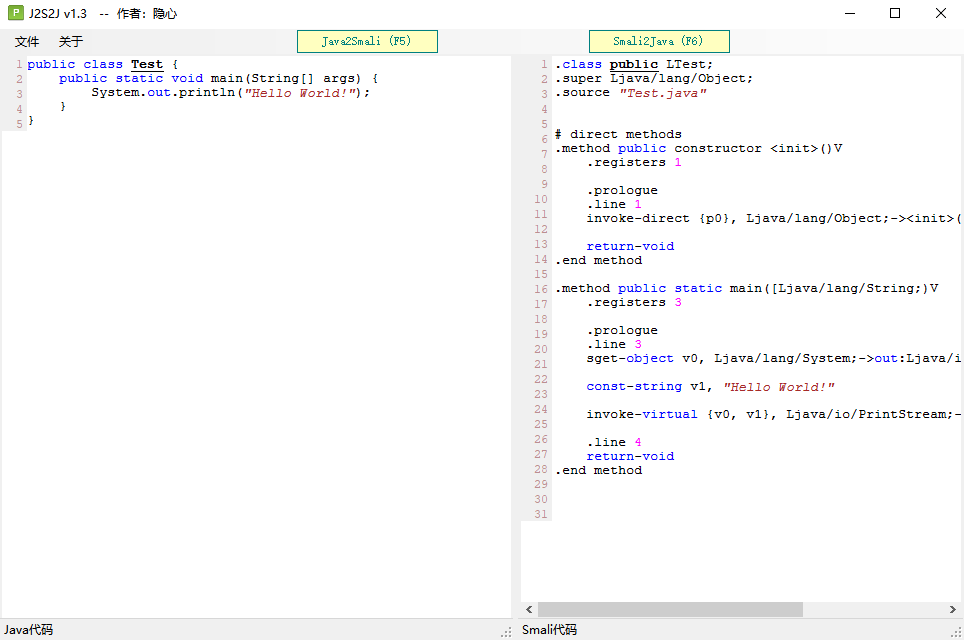 J2S2J v1.3 -- 作者：隐心
文件 关于 Java2Smali (F5) Smali2Java (F6)
1 public class Test {
2     public static void main(String[] args) {
3         System.out.println("Hello World!");
4     }
5 }
1 .class public LTest;
2 .super Ljava/lang/Object;
3 .source "Test.java"
4
5
6 # direct methods
7 .method public constructor <init>()V
8     .registers 1
9
10     .prologue
11     .line 1
12     invoke-direct {p0}, Ljava/lang/Object;-><init>(
13
14     return-void
15 .end method
16
17 .method public static main([Ljava/lang/String;)V
18     .registers 3
19
20     .prologue
21     .line 3
22     sget-object v0, Ljava/lang/System;->out:Ljava/i
23
24     const-string v1, "Hello World!"
25
26     invoke-virtual {v0, v1}, Ljava/io/PrintStream;-
27
28     .line 4
29     return-void
30 .end method
31
Java代码
Smali代码